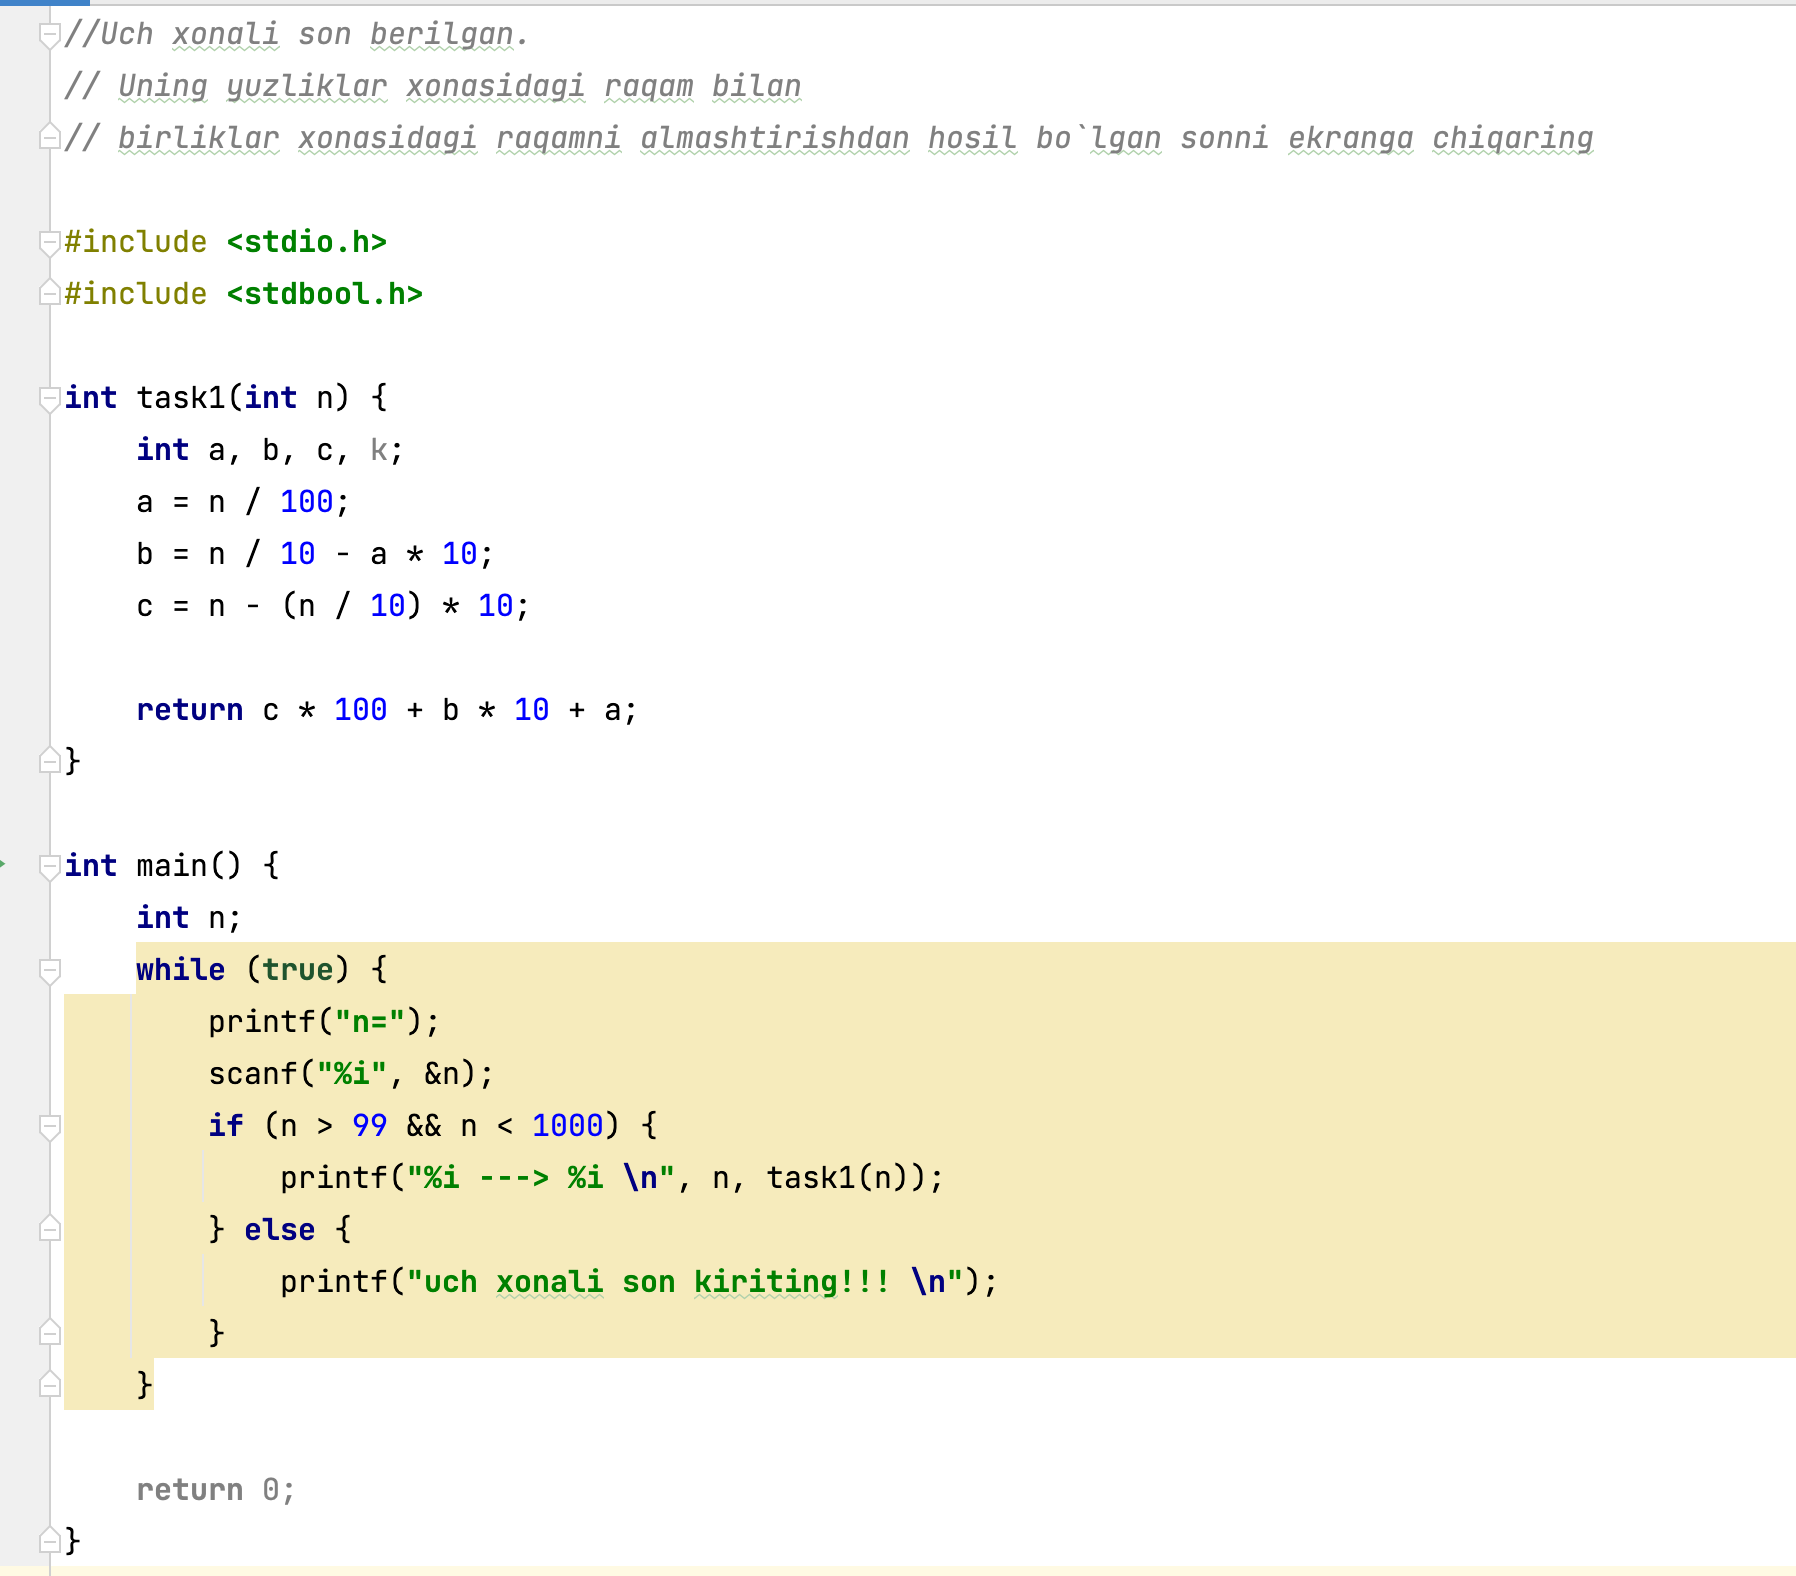 //Uch xonali son berilgan.
// Uning yuzliklar xonasidagi raqam bilan
// birliklar xonasidagi raqamni almashtirishdan hosil bo`lgan sonni ekranga chiqaring
#include <stdio.h>
#include <stdbool.h>
int task1(int n) {
    int a, b, c, k;
    a = n / 100;
    b = n / 10 - a * 10;
    c = n - (n / 10) * 10;
    return c * 100 + b * 10 + a;
}
int main() {
    int n;
    while (true) {
        printf("n=");
        scanf("%i", &n);
        if (n > 99 && n < 1000) {
            printf("%i ---> %i \n", n, task1(n));
        } else {
            printf("uch xonali son kiriting!!! \n");
        }
    }
    return 0;
}